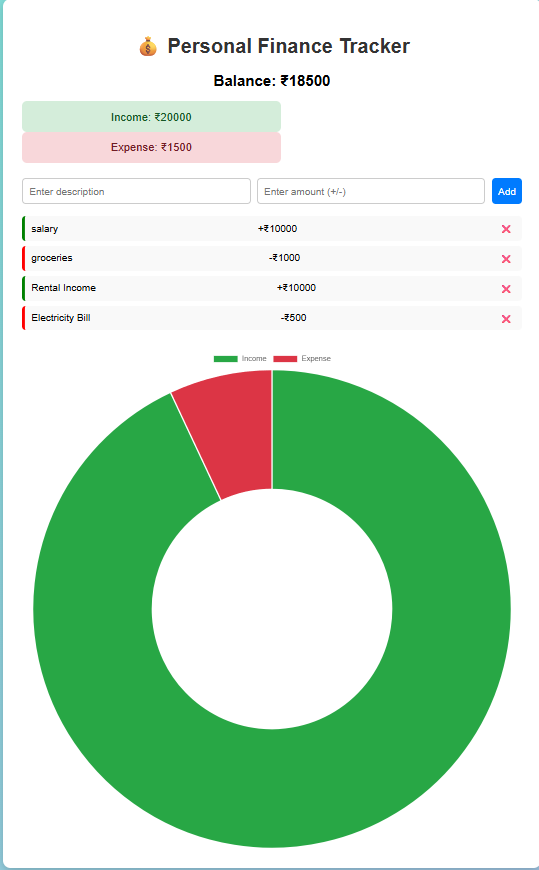 💰 Personal Finance Tracker
Balance: ₹18500
Income: ₹20000
Expense: ₹1500
Enter description Enter amount (+/-) Add
salary +₹10000 ❌
groceries -₹1000 ❌
Rental Income +₹10000 ❌
Electricity Bill -₹500 ❌
Income Expense